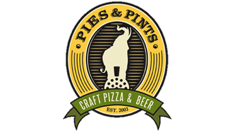 PIES & PINTS
EST. 2003
CRAFT PIZZA & BEER